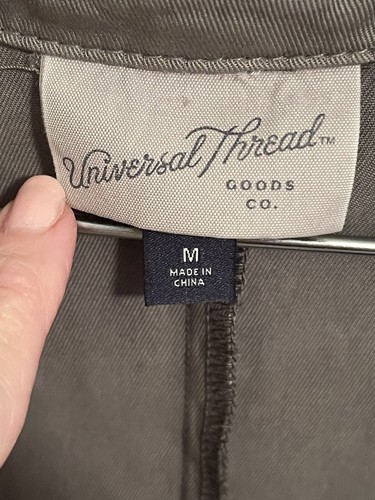 Universal Thread™
GOODS
CO.
M
MADE IN
CHINA